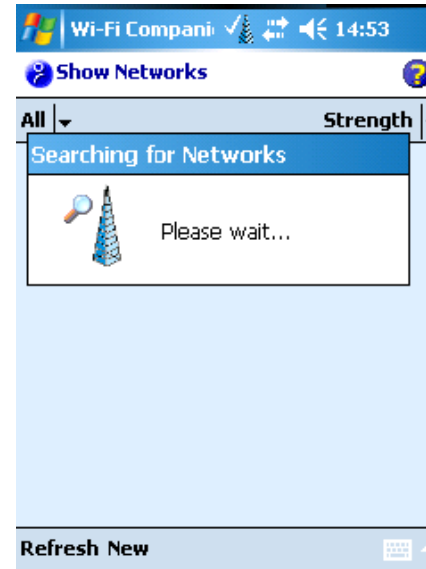 Wi-Fi Compani 14:53
Show Networks
All Strength
Searching for Networks
Please wait...
Refresh New